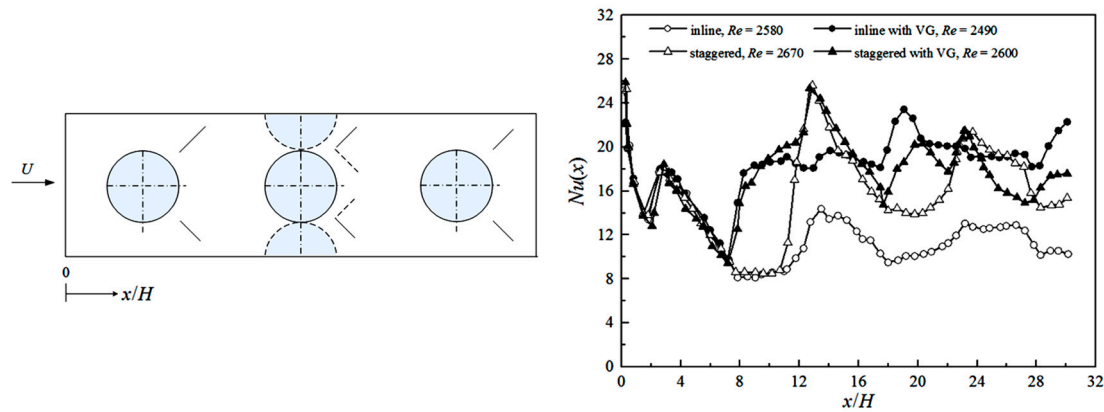 U
0
x/H
inline, Re = 2580
inline with VG, Re = 2490
staggered, Re = 2670
staggered with VG, Re = 2600
Nu(x)
32
28
24
20
16
12
8
4
0
0 4 8 12 16 20 24 28 32
x/H